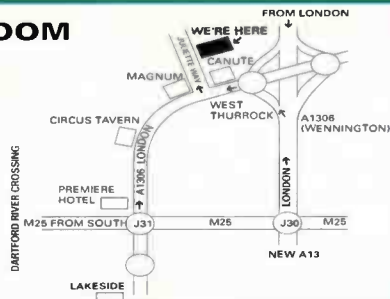 OOM
FROM LONDON
WE'RE HERE
JULIETTE WAY
CANUTE
MAGNUM
WEST
THURROCK
CIRCUS TAVERN
A1306
(WENNINGTON)
A1306 LONDON
LONDON
DARTFORD RIVER CROSSING
PREMIERE
HOTEL
M25 FROM SOUTH
J31
M25
J30
M25
NEW A13
LAKESIDE